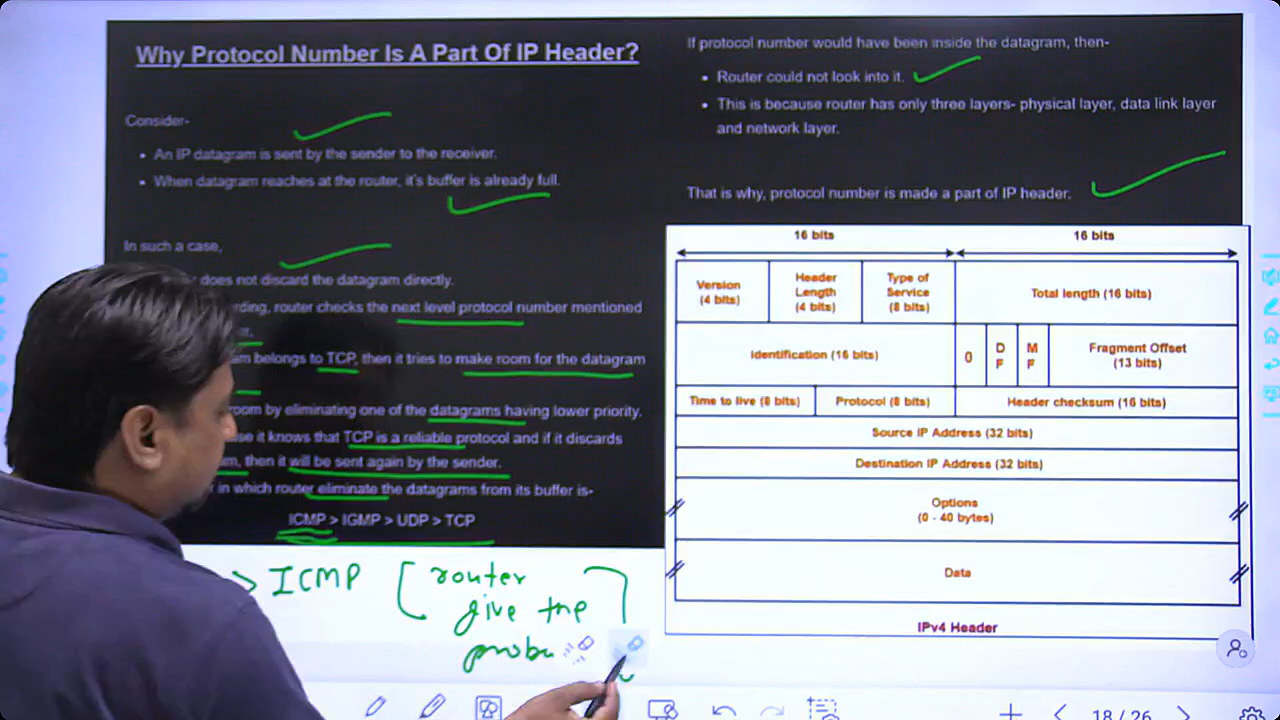 Why Protocol Number Is A Part Of IP Header?
Consider-
• An IP datagram is sent by the sender to the receiver.
• When datagram reaches at the router, it's buffer is already full.
In such a case,
does not discard the datagram directly.
router checks the next level protocol number mentioned
belongs to TCP, then it tries to make room for the datagram
room by eliminating one of the datagrams having lower priority.
it knows that TCP is a reliable protocol and if it discards
then it will be sent again by the sender.
in which router eliminate the datagrams from its buffer is-
ICMP > IGMP > UDP > TCP
> ICMP
router
give the
If protocol number would have been inside the datagram, then-
• Router could not look into it.
• This is because router has only three layers- physical layer, data link layer
and network layer.
That is why, protocol number is made a part of IP header.
16 bits 16 bits
Version
(4 bits)
Header
Length
(4 bits)
Type of
Service
(8 bits)
Total length (16 bits)
Identification (16 bits)
0
D
F
M
F
Fragment Offset
(13 bits)
Time to live (8 bits) Protocol (8 bits) Header checksum (16 bits)
Source IP Address (32 bits)
Destination IP Address (32 bits)
Options
(0 - 40 bytes)
Data
IPv4 Header
18 / 26